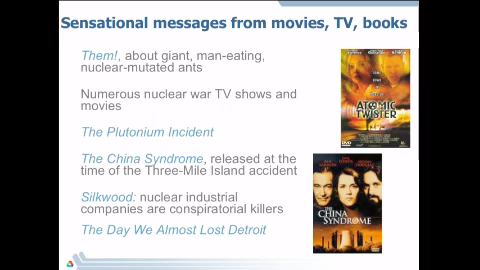 Sensational messages from movies, TV, books
Them!, about giant, man-eating,
nuclear-mutated ants
Numerous nuclear war TV shows and
movies
The Plutonium Incident
The China Syndrome, released at the
time of the Three-Mile Island accident
Silkwood: nuclear industrial
companies are conspiratorial killers
The Day We Almost Lost Detroit
ATOMIC
TWISTER
THE
CHINA
SYNDROME